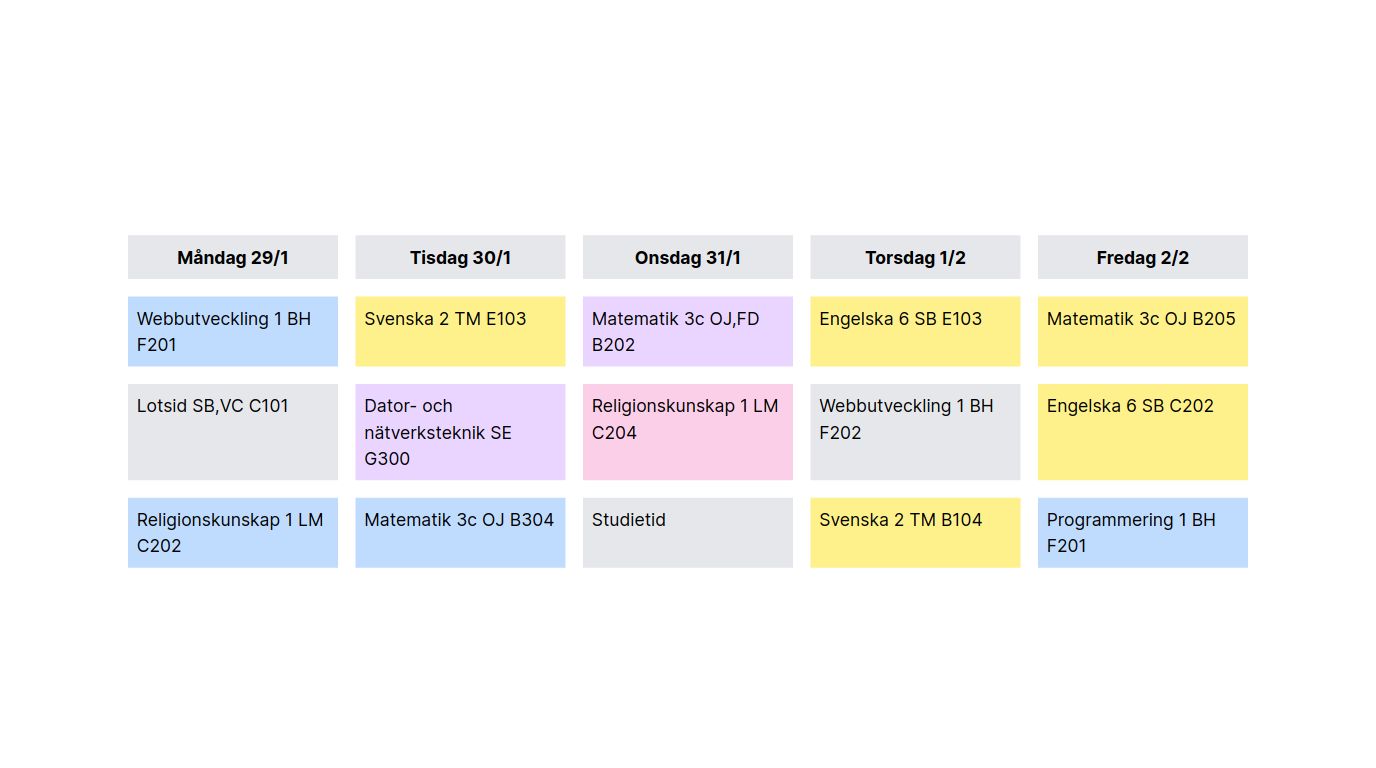 Måndag 29/1
Tisdag 30/1
Onsdag 31/1
Torsdag 1/2
Fredag 2/2
Webbutveckling 1 BH
F201
Svenska 2 TM E103
Matematik 3c OJ,FD
B202
Engelska 6 SB E103
Matematik 3c OJ B205
Lotsid SB,VC C101
Dator- och
nätverksteknik SE
G300
Religionskunskap 1 LM
C204
Webbutveckling 1 BH
F202
Engelska 6 SB C202
Religionskunskap 1 LM
C202
Matematik 3c OJ B304
Studietid
Svenska 2 TM B104
Programmering 1 BH
F201